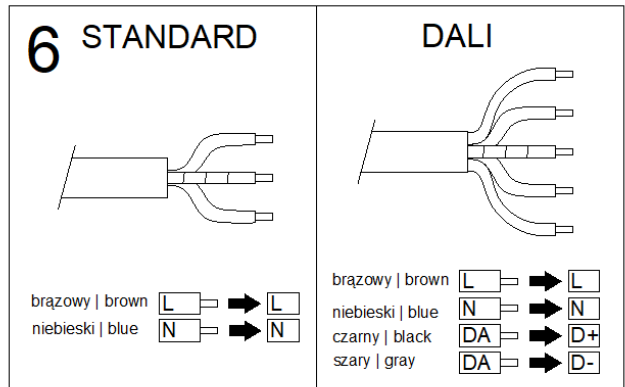 6 STANDARD
brązowy | brown L L
niebieski | blue N N
DALI
brązowy | brown L L
niebieski | blue N N
czarny | black DA D+
szary | gray DA D-